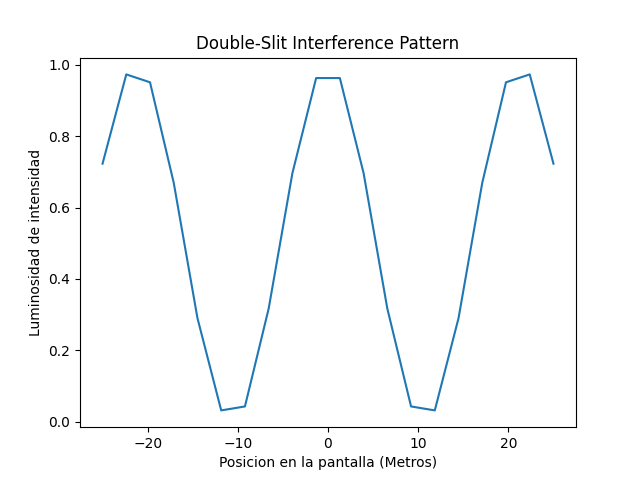 Double-Slit Interference Pattern
1.0
0.8
0.6
0.4
0.2
0.0
Luminosidad de intensidad
−20 −10 0 10 20
Posicion en la pantalla (Metros)